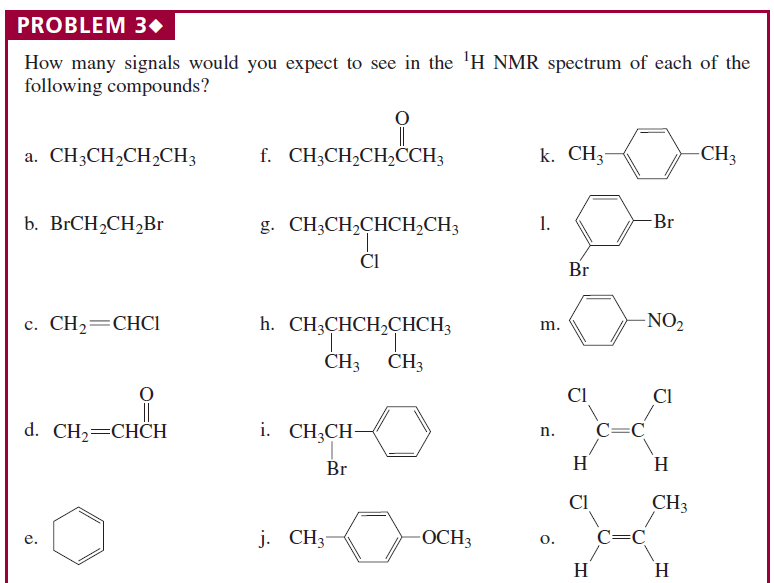 PROBLEM 3◆
How many signals would you expect to see in the ¹H NMR spectrum of each of the
following compounds?
O
a. CH₃CH₂CH₂CH₃ f. CH₃CH₂CH₂CCH₃ k. CH₃ CH₃
b. BrCH₂CH₂Br g. CH₃CH₂CHCH₂CH₃ l. Br
Cl Br
c. CH₂=CHCl h. CH₃CHCH₂CHCH₃ m. NO₂
CH₃ CH₃
O Cl Cl
d. CH₂=CHCH i. CH₃CH n. C=C
Br H H
Cl CH₃
e. j. CH₃ OCH₃ o. C=C
H H